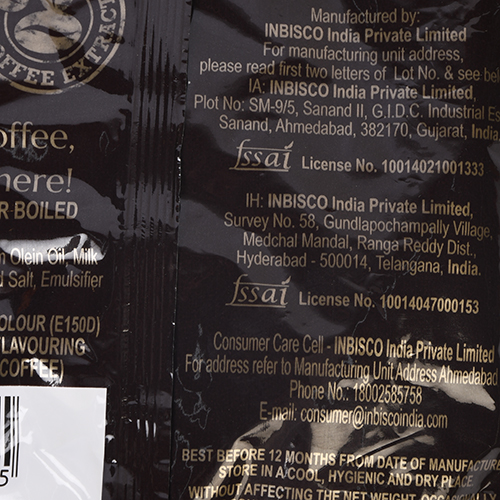 COFFEE EXTRACT
offee,
here!
R-BOILED
Olein Oil, Milk
Salt, Emulsifier
COLOUR (E150D)
FLAVOURING
COFFEE)
5
Manufactured by:
INBISCO India Private Limited
For manufacturing unit address,
please read first two letters of Lot No. & see bel
IA: INBISCO India Private Limited,
Plot No: SM-9/5, Sanand II, G.I.D.C. Industrial Es
Sanand, Ahmedabad, 382170, Gujarat, India.
fssai License No. 10014021001333
IH: INBISCO India Private Limited,
Survey No. 58, Gundlapochampally Village,
Medchal Mandal, Ranga Reddy Dist.,
Hyderabad - 500014, Telangana, India.
fssai License No. 10014047000153
Consumer Care Cell - INBISCO India Private Limited
For address refer to Manufacturing Unit Address Ahmedabad
Phone No.: 18002585758
E-mail: consumer@inbiscoindia.com
BEST BEFORE 12 MONTHS FROM DATE OF MANUFACTURE
STORE IN A COOL, HYGIENIC AND DRY PLACE
WITHOUT AFFECTING THE NET WEIGHT, OCCASIONAL